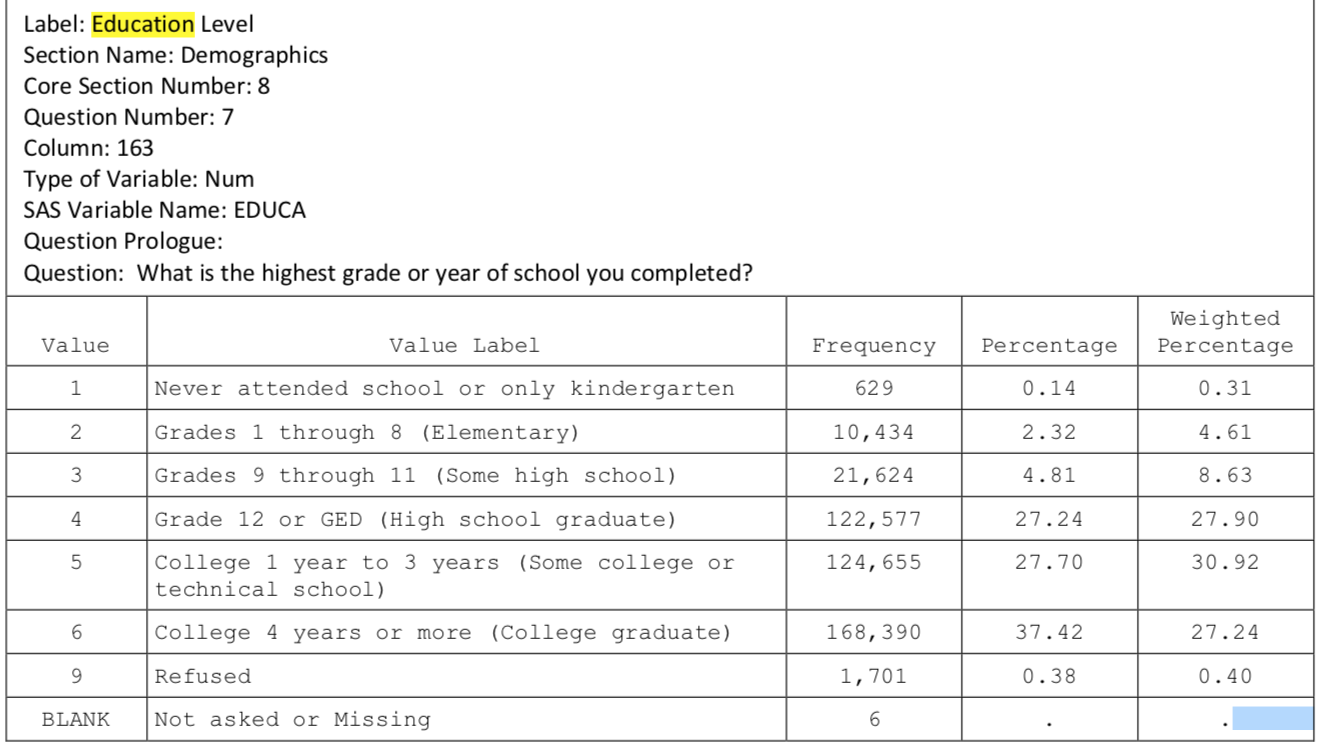 Label: Education Level
Section Name: Demographics
Core Section Number: 8
Question Number: 7
Column: 163
Type of Variable: Num
SAS Variable Name: EDUCA
Question Prologue:
Question:  What is the highest grade or year of school you completed?
Value Value Label Frequency Percentage Weighted Percentage
1 Never attended school or only kindergarten 629 0.14 0.31
2 Grades 1 through 8 (Elementary) 10,434 2.32 4.61
3 Grades 9 through 11 (Some high school) 21,624 4.81 8.63
4 Grade 12 or GED (High school graduate) 122,577 27.24 27.90
5 College 1 year to 3 years (Some college or 124,655 27.70 30.92
technical school)
6 College 4 years or more (College graduate) 168,390 37.42 27.24
9 Refused 1,701 0.38 0.40
BLANK Not asked or Missing 6 . .